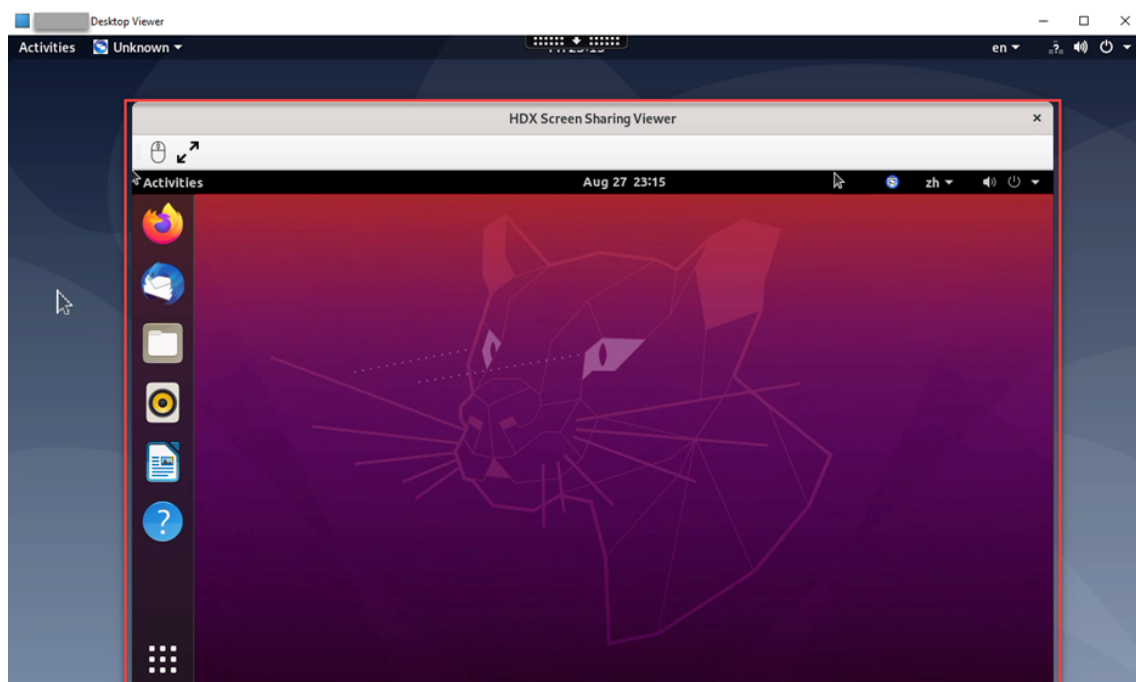 Desktop Viewer
Activities Unknown en
HDX Screen Sharing Viewer
Activities Aug 27 23:15 zh